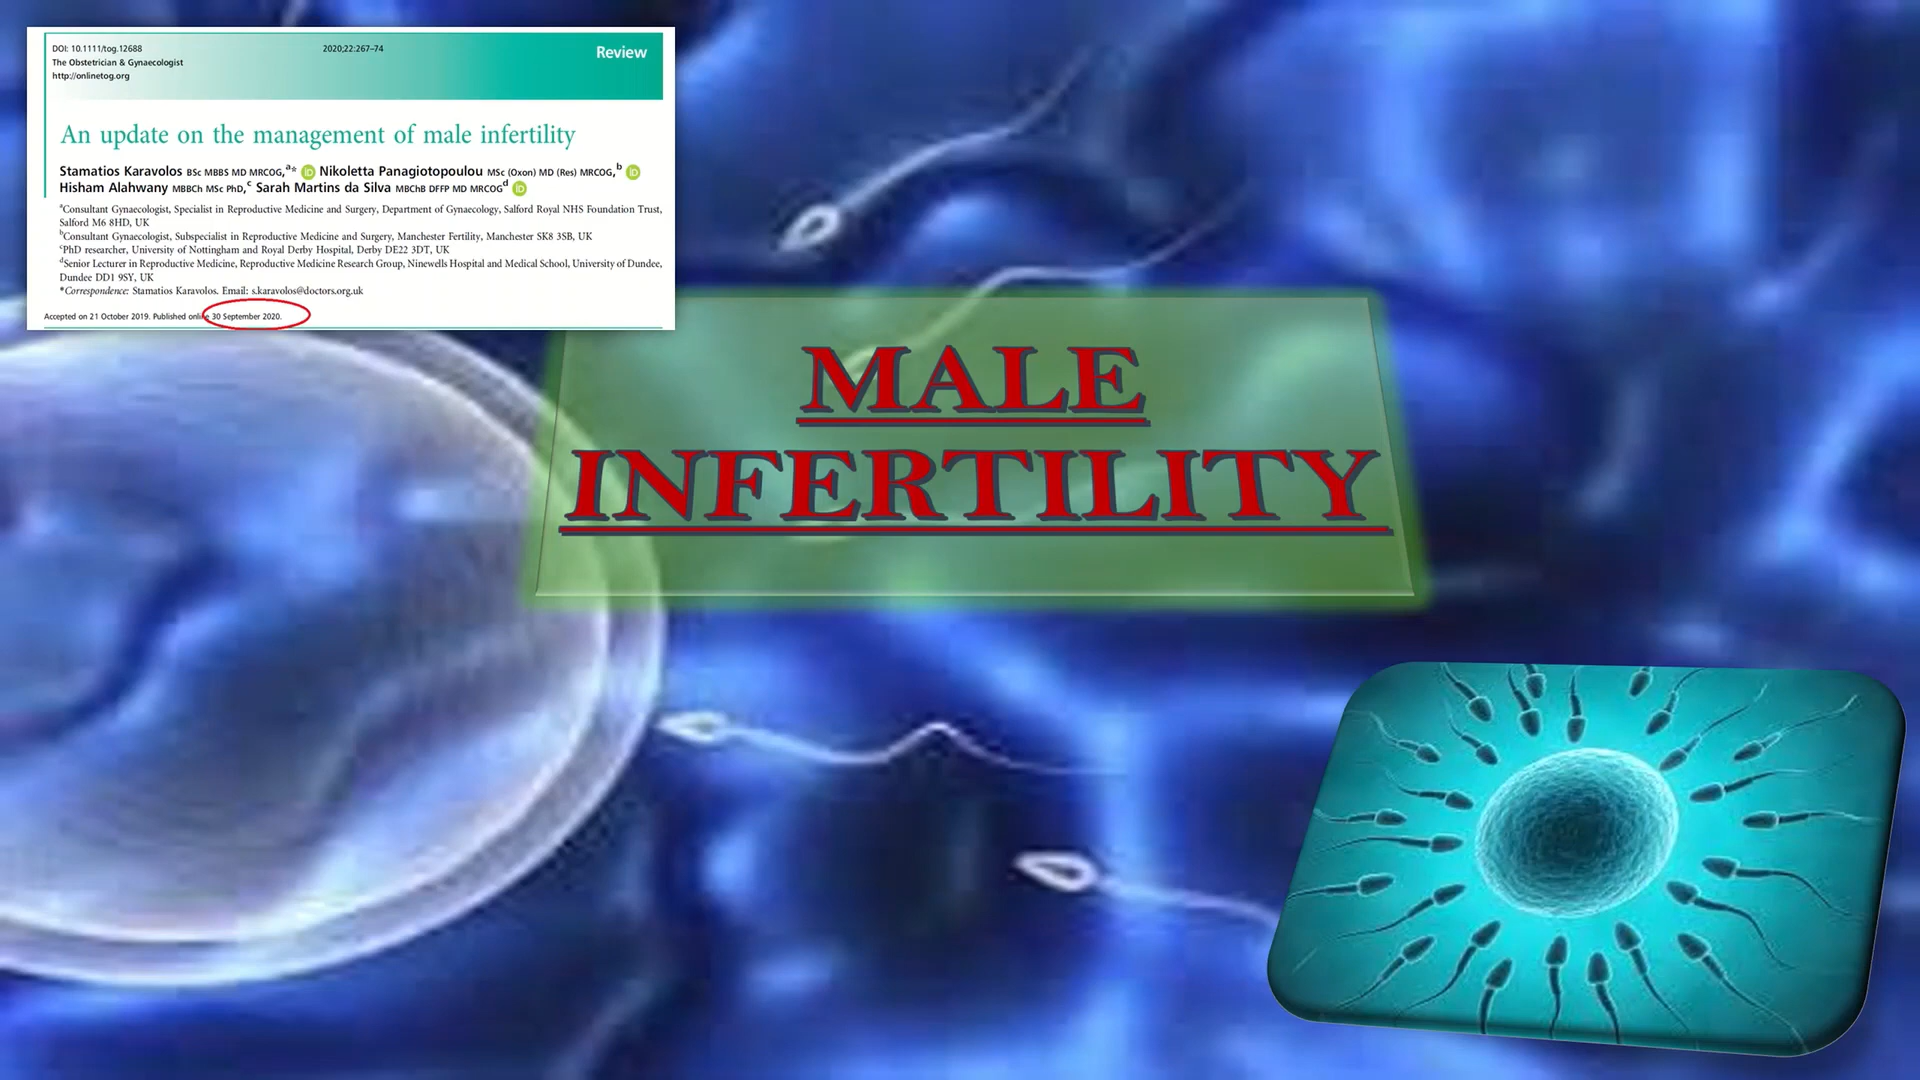 DOI: 10.1111/tog.12688
2020;22:267–74
Review
The Obstetrician & Gynaecologist
http://onlinetog.org
An update on the management of male infertility
Stamatios Karavolos BSc MBBS MD MRCOG,a* iD Nikoletta Panagiotopoulou MSc (Oxon) MD (Res) MRCOG,b iD
Hisham Alahwany MBBCh MSc PhD,c Sarah Martins da Silva MBChB DFFP MD MRCOGd iD
aConsultant Gynaecologist, Specialist in Reproductive Medicine and Surgery, Department of Gynaecology, Salford Royal NHS Foundation Trust,
Salford M6 8HD, UK
bConsultant Gynaecologist, Subspecialist in Reproductive Medicine and Surgery, Manchester Fertility, Manchester SK8 3SB, UK
cPhD researcher, University of Nottingham and Royal Derby Hospital, Derby DE22 3DT, UK
dSenior Lecturer in Reproductive Medicine, Reproductive Medicine Research Group, Ninewells Hospital and Medical School, University of Dundee,
Dundee DD1 9SY, UK
*Correspondence: Stamatios Karavolos. Email: s.karavolos@doctors.org.uk
Accepted on 21 October 2019. Published online 30 September 2020.
MALE
INFERTILITY